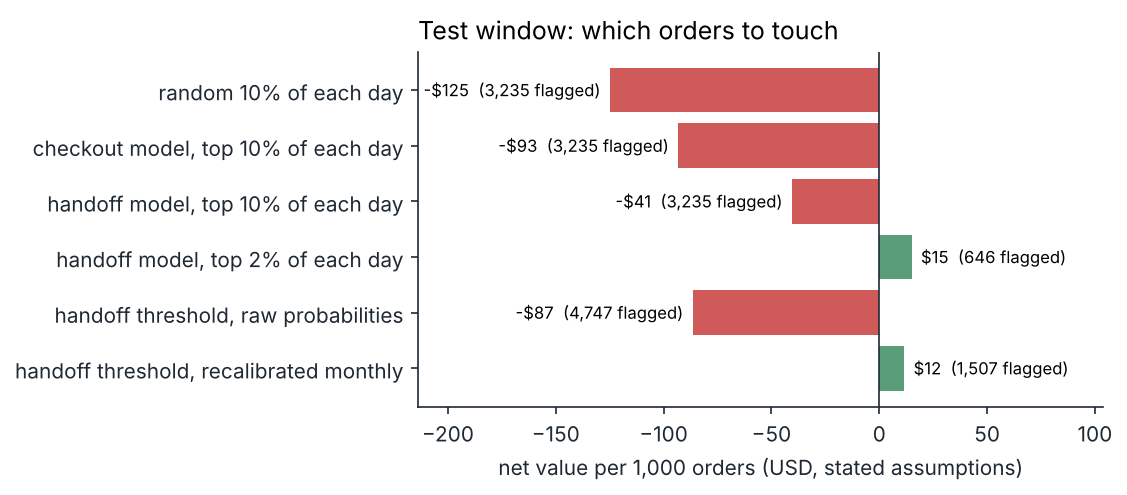 Test window: which orders to touch
random 10% of each day
-$125 (3,235 flagged)
checkout model, top 10% of each day
-$93 (3,235 flagged)
handoff model, top 10% of each day
-$41 (3,235 flagged)
handoff model, top 2% of each day
$15 (646 flagged)
handoff threshold, raw probabilities
-$87 (4,747 flagged)
handoff threshold, recalibrated monthly
$12 (1,507 flagged)
−200 −150 −100 −50 0 50 100
net value per 1,000 orders (USD, stated assumptions)